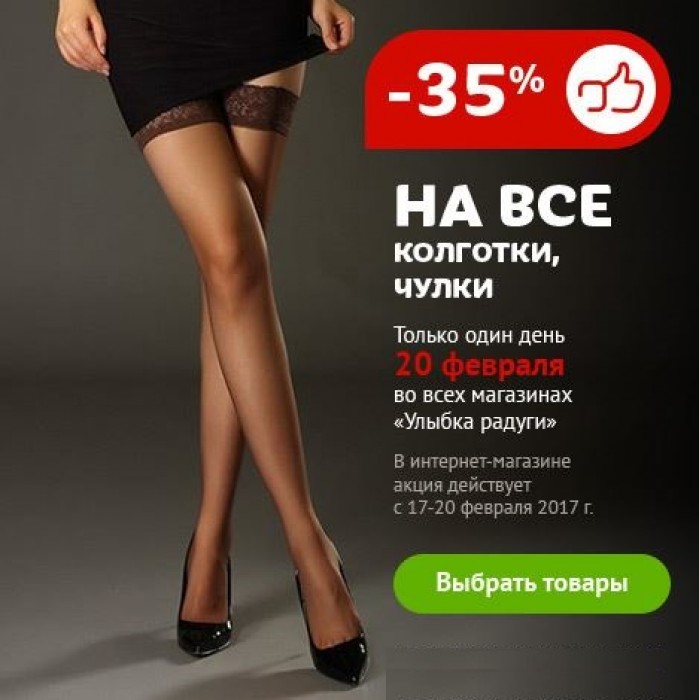 -35%
НА ВСЕ
колготки,
чулки
Только один день
20 февраля
во всех магазинах
«Улыбка радуги»
В интернет-магазине
акция действует
с 17-20 февраля 2017 г.
Выбрать товары